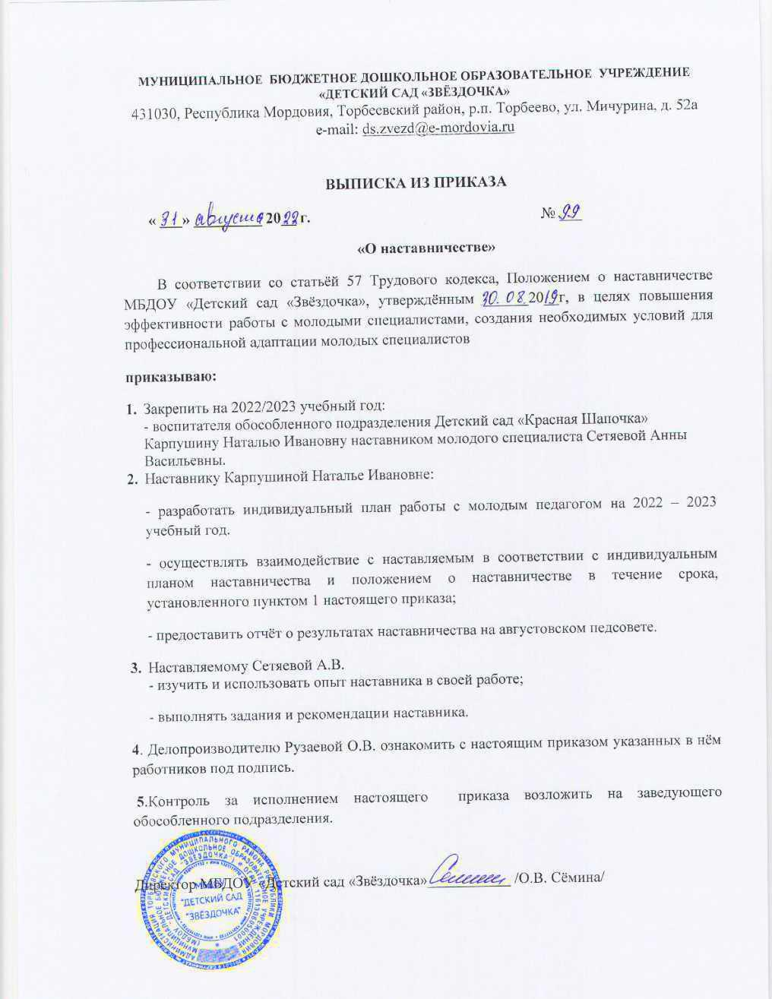 МУНИЦИПАЛЬНОЕ БЮДЖЕТНОЕ ДОШКОЛЬНОЕ ОБРАЗОВАТЕЛЬНОЕ УЧРЕЖДЕНИЕ
«ДЕТСКИЙ САД «ЗВЁЗДОЧКА»
431030, Республика Мордовия, Торбеевский район, р.п. Торбеево, ул. Мичурина, д. 52а
e-mail: ds.zvezd@e-mordovia.ru
ВЫПИСКА ИЗ ПРИКАЗА
« 31 » августа 2022 г. № 99
«О наставничестве»
В соответствии со статьёй 57 Трудового кодекса, Положением о наставничестве
МБДОУ «Детский сад «Звёздочка», утверждённым 30.08.2019г, в целях повышения
эффективности работы с молодыми специалистами, создания необходимых условий для
профессиональной адаптации молодых специалистов
приказываю:
1. Закрепить на 2022/2023 учебный год:
- воспитателя обособленного подразделения Детский сад «Красная Шапочка»
Карпушину Наталью Ивановну наставником молодого специалиста Сетяевой Анны
Васильевны.
2. Наставнику Карпушиной Наталье Ивановне:
- разработать индивидуальный план работы с молодым педагогом на 2022 – 2023
учебный год.
- осуществлять взаимодействие с наставляемым в соответствии с индивидуальным
планом наставничества и положением о наставничестве в течение срока,
установленного пунктом 1 настоящего приказа;
- предоставить отчёт о результатах наставничества на августовском педсовете.
3. Наставляемому Сетяевой А.В.
- изучить и использовать опыт наставника в своей работе;
- выполнять задания и рекомендации наставника.
4. Делопроизводителю Рузаевой О.В. ознакомить с настоящим приказом указанных в нём
работников под подпись.
5.Контроль за исполнением настоящего приказа возложить на заведующего
обособленного подразделения.
Директор МБДОУ «Детский сад «Звёздочка» /О.В. Сёмина/
МБДОУ
"ДЕТСКИЙ САД
"ЗВЁЗДОЧКА"